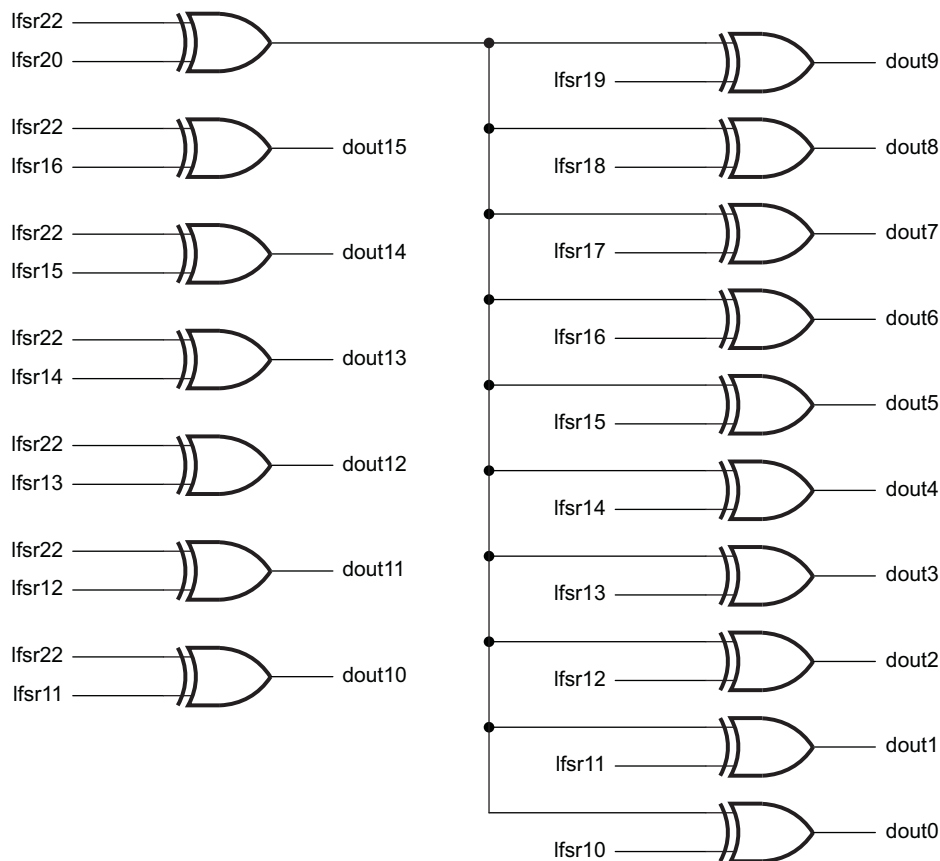 lfsr22
lfsr20
lfsr22
lfsr16
dout15
lfsr22
lfsr15
dout14
lfsr22
lfsr14
dout13
lfsr22
lfsr13
dout12
lfsr22
lfsr12
dout11
lfsr22
lfsr11
dout10
lfsr19
dout9
lfsr18
dout8
lfsr17
dout7
lfsr16
dout6
lfsr15
dout5
lfsr14
dout4
lfsr13
dout3
lfsr12
dout2
lfsr11
dout1
lfsr10
dout0